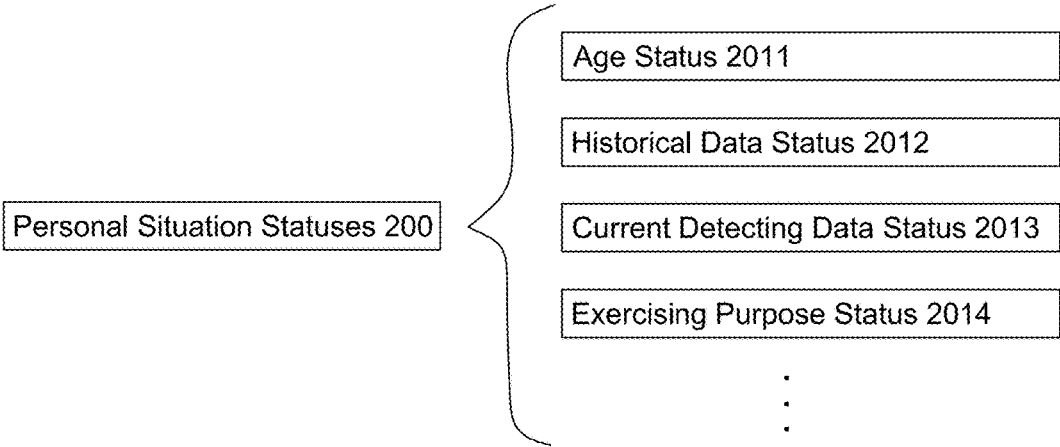 Age Status 2011
Historical Data Status 2012
Personal Situation Statuses 200
Current Detecting Data Status 2013
Exercising Purpose Status 2014